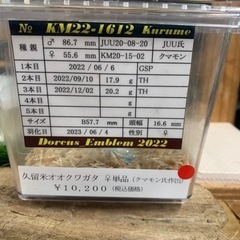 № KM22-1612 Kurume
種親 ♂ 86.7 mm JUU20-08-20 JUU氏
♀ 55.6 mm KM20-15-02 クマモン
1本目 2022/06/6 GSP
2本目 2022/09/10 17.9 g TH
3本目 2022/12/02 20.2 g TH
4本目
5本目
サイズ B57.7 mm 頭幅 16.6 mm
羽化日 2023/06/4 性別 ♀
Dorcus Emblem 2022
久留米オオクワガタ ♀単品 (クマモン氏作出)
￥10,200 (税込価格)